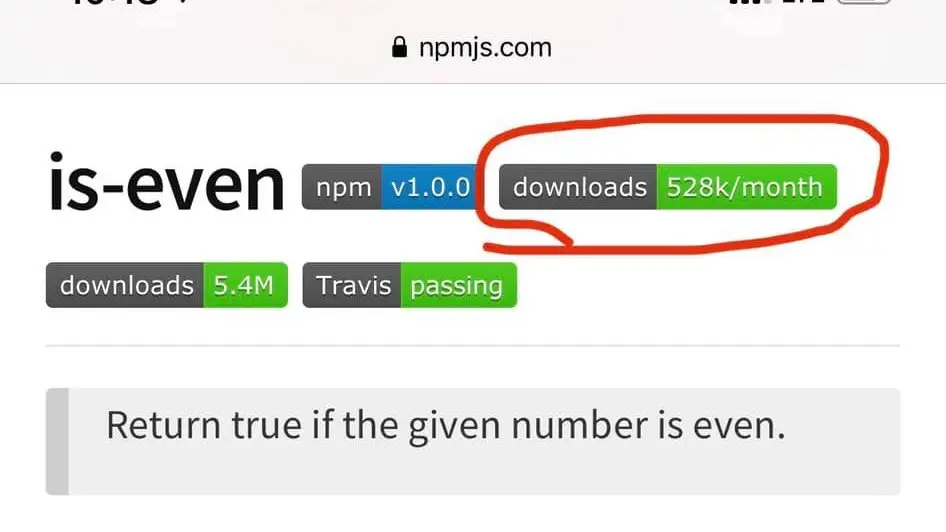 npmjs.com
is-even npm v1.0.0 downloads 528k/month
downloads 5.4M Travis passing
Return true if the given number is even.